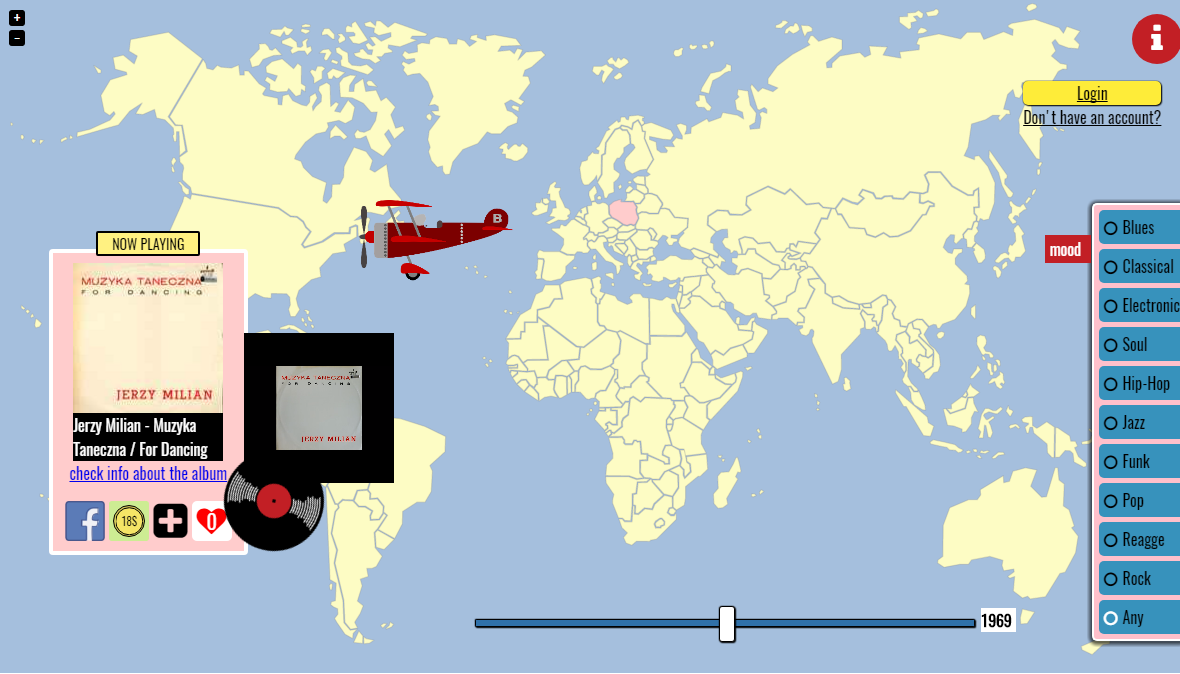 +
−
i
Login
Don't have an account?
B
NOW PLAYING
MUZYKA TANECZNA
FOR DANCING
JERZY MILIAN
Jerzy Milian - Muzyka
Taneczna / For Dancing
check info about the album
f
18$
0
MUZYKA TANECZNA
FOR DANCING
JERZY MILIAN
mood
Blues
Classical
Electronic
Soul
Hip-Hop
Jazz
Funk
Pop
Reagge
Rock
Any
1969